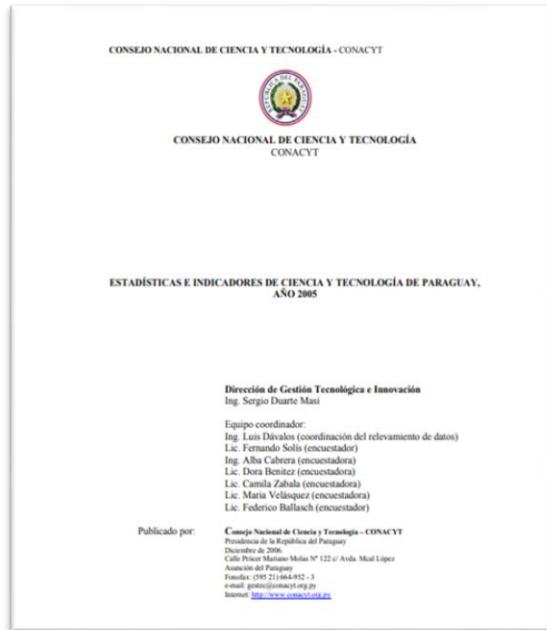 CONSEJO NACIONAL DE CIENCIA Y TECNOLOGÍA - CONACYT
REPUBLICA DEL PARAGUAY
CONSEJO NACIONAL DE CIENCIA Y TECNOLOGÍA
CONACYT
ESTADÍSTICAS E INDICADORES DE CIENCIA Y TECNOLOGÍA DE PARAGUAY,
AÑO 2005
Dirección de Gestión Tecnológica e Innovación
Ing. Sergio Duarte Masi
Equipo coordinador:
Ing. Luis Dávalos (coordinación del relevamiento de datos)
Lic. Fernando Solís (encuestador)
Ing. Alba Cabrera (encuestadora)
Lic. Dora Benitez (encuestadora)
Lic. Camila Zabala (encuestadora)
Lic. Maria Velásquez (encuestadora)
Lic. Federico Ballasch (encuestador)
Publicado por: Consejo Nacional de Ciencia y Tecnología – CONACYT
Presidencia de la República del Paraguay
Diciembre de 2006
Calle Prócer Mariano Molas Nº 122 c/ Avda. Mcal López
Asunción del Paraguay
Fonofax: (595 21) 664-952 - 3
e-mail: gestec@conacyt.org.py
Internet: http://www.conacyt.org.py